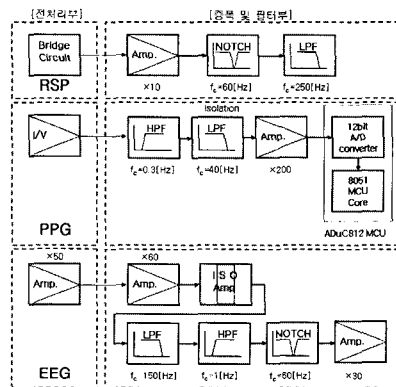 [전처리부] [증폭 및 필터부]
Bridge Circuit
RSP
Amp.
×10
NOTCH
fc=60[Hz]
LPF
fc=250[Hz]
I/V
PPG
Isolation
HPF
fc=0.3[Hz]
LPF
fc=40[Hz]
Amp.
×200
12bit
A/D
converter
8051
MCU
Core
ADuC812 MCU
×50
Amp.
EEG
×60
Amp.
I S O
Amp
LPF
fc=150[Hz]
HPF
fc=1[Hz]
NOTCH
fc=60[Hz]
Amp.
×30